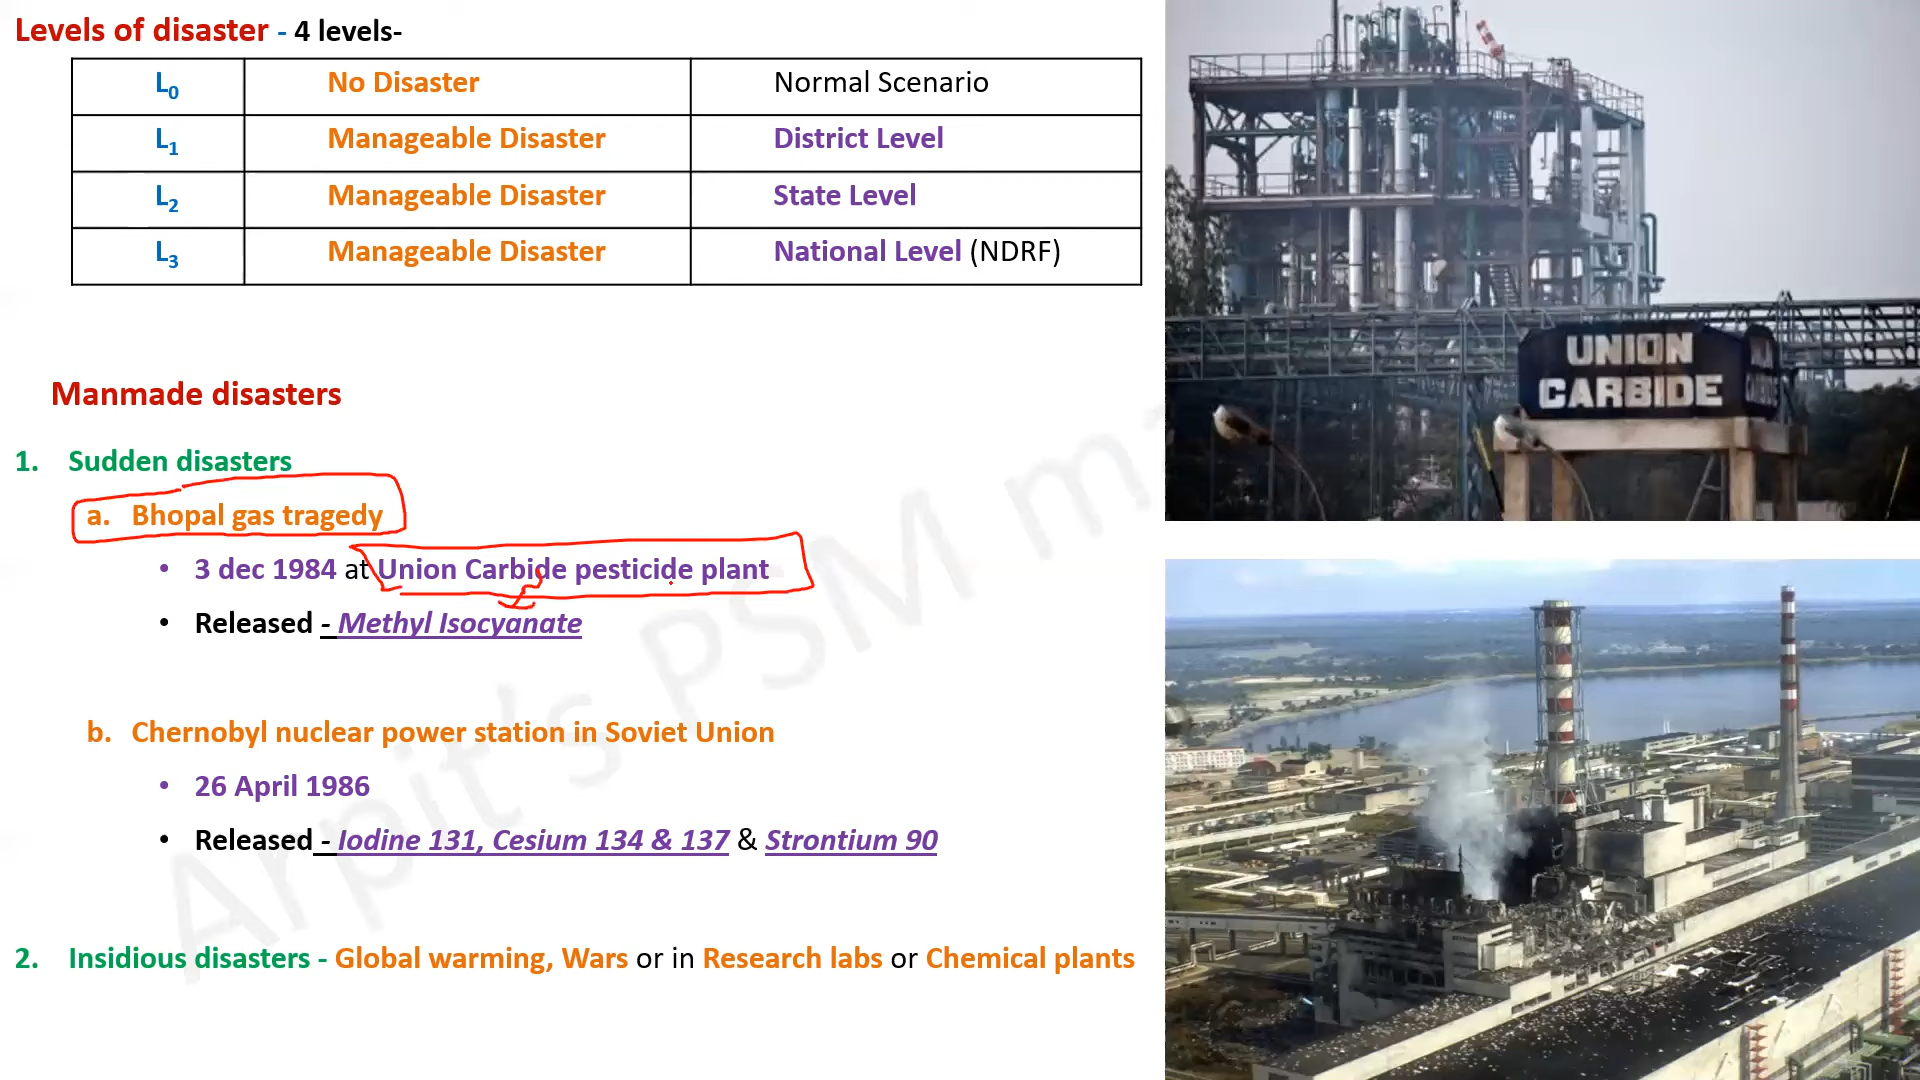 Levels of disaster - 4 levels-
L0 No Disaster Normal Scenario
L1 Manageable Disaster District Level
L2 Manageable Disaster State Level
L3 Manageable Disaster National Level (NDRF)
Manmade disasters
1. Sudden disasters
a. Bhopal gas tragedy
• 3 dec 1984 at Union Carbide pesticide plant
• Released - Methyl Isocyanate
b. Chernobyl nuclear power station in Soviet Union
• 26 April 1986
• Released - Iodine 131, Cesium 134 & 137 & Strontium 90
2. Insidious disasters - Global warming, Wars or in Research labs or Chemical plants
UNION
CARBIDE
Arpit's PSM